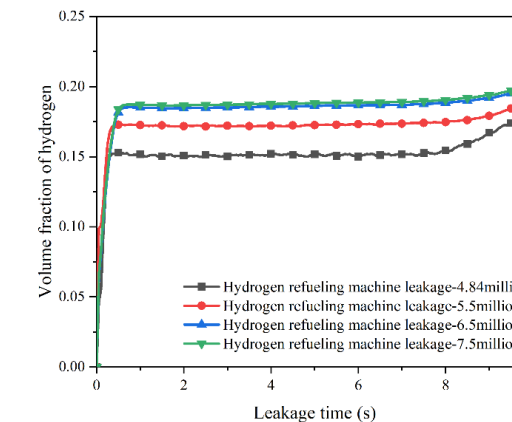 0.25
0.20
0.15
0.10
0.05
0.00
Volume fraction of hydrogen
Hydrogen refueling machine leakage-4.84milli
Hydrogen refueling machine leakage-5.5millio
Hydrogen refueling machine leakage-6.5millio
Hydrogen refueling machine leakage-7.5millio
0 2 4 6 8
Leakage time (s)